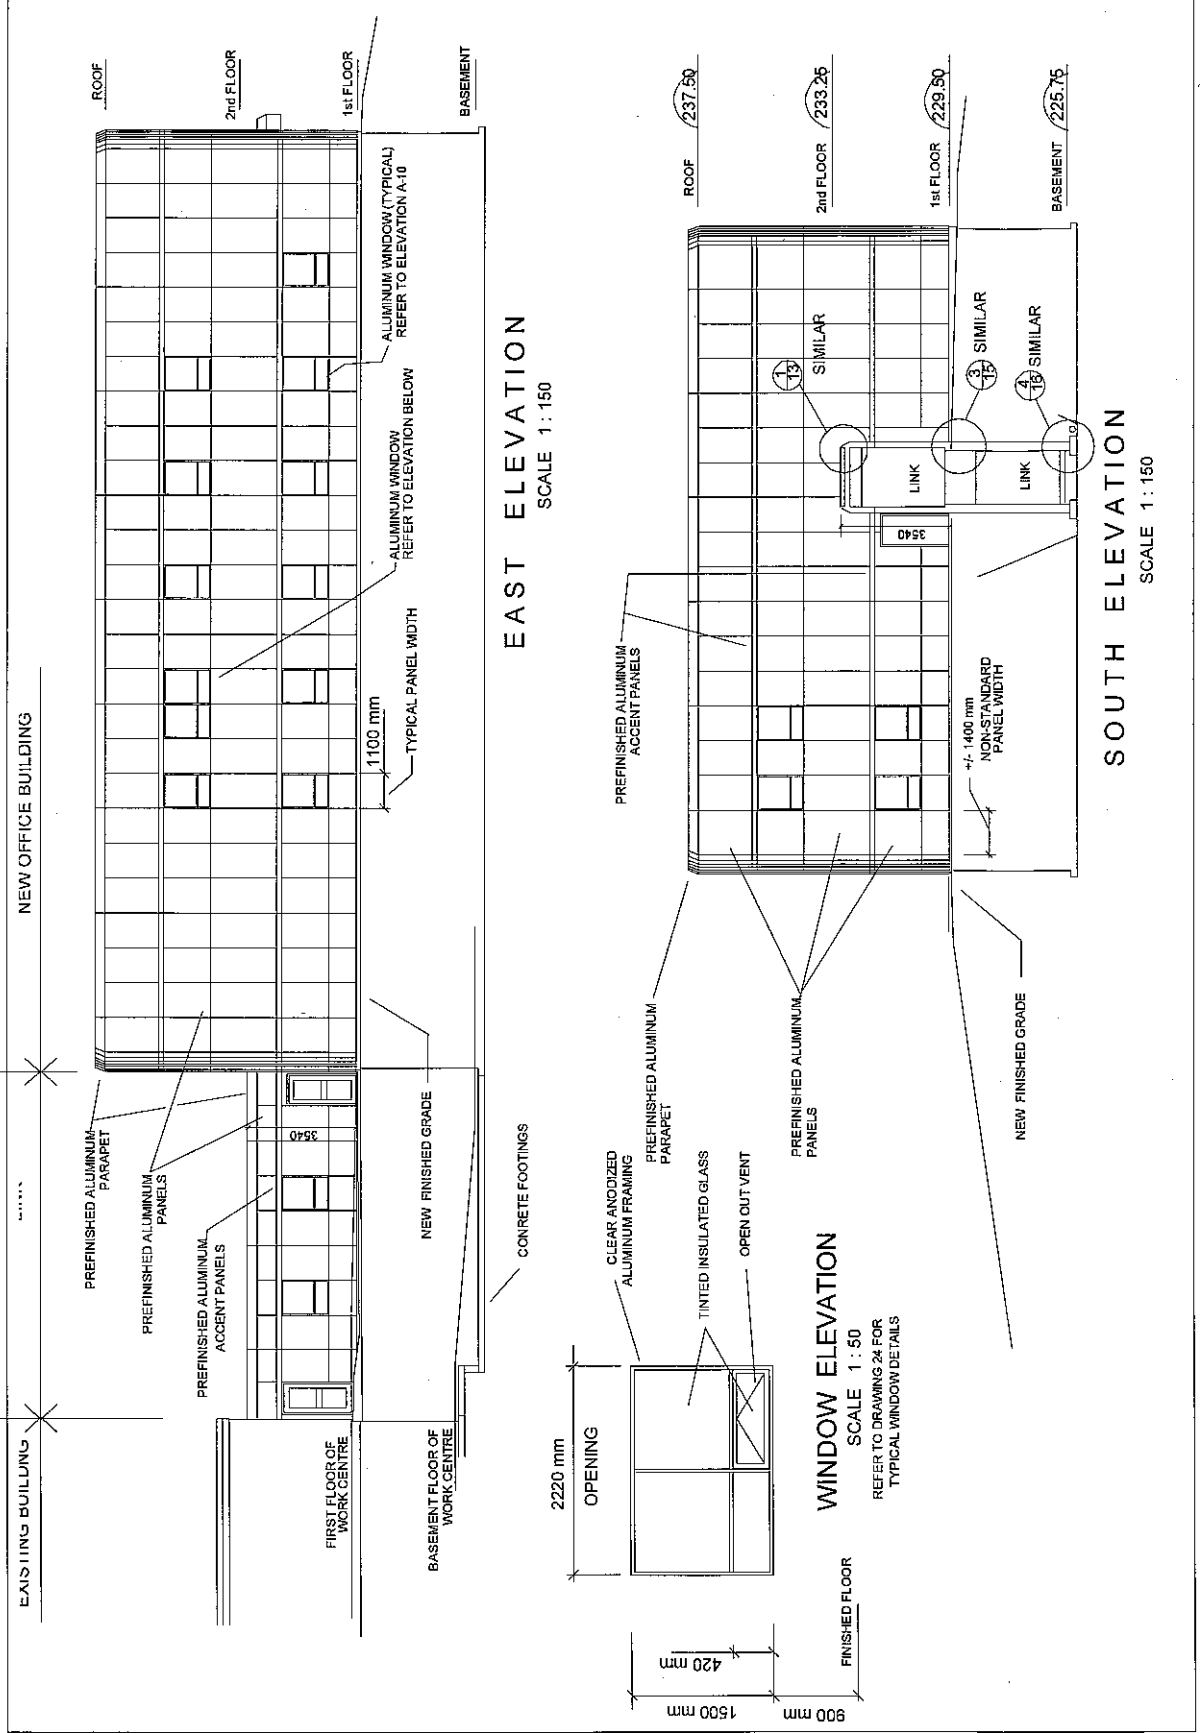 EXISTING BUILDING
NEW OFFICE BUILDING
ROOF
2nd FLOOR
1st FLOOR
BASEMENT
PREFINISHED ALUMINUM
PARAPET
PREFINISHED ALUMINUM
PANELS
PREFINISHED ALUMINUM
ACCENT PANELS
3540
FIRST FLOOR OF
WORK CENTRE
BASEMENT FLOOR OF
WORK CENTRE
NEW FINISHED GRADE
CONRETE FOOTINGS
1100 mm
TYPICAL PANEL WIDTH
ALUMINUM WINDOW
REFER TO ELEVATION BELOW
ALUMINUM WINDOW (TYPICAL)
REFER TO ELEVATION A-10
EAST ELEVATION
SCALE 1 : 150
2220 mm
OPENING
CLEAR ANODIZED
ALUMINUM FRAMING
TINTED INSULATED GLASS
OPEN OUT VENT
420 mm
1500 mm
900 mm
FINISHED FLOOR
WINDOW ELEVATION
SCALE 1 : 50
REFER TO DRAWING 24 FOR
TYPICAL WINDOW DETAILS
PREFINISHED ALUMINUM
PARAPET
PREFINISHED ALUMINUM
PANELS
NEW FINISHED GRADE
PREFINISHED ALUMINUM
ACCENT PANELS
+/- 1400 mm
NON-STANDARD
PANEL WIDTH
3540
LINK
LINK
1
13
SIMILAR
3
15
SIMILAR
4
16
SIMILAR
ROOF
237.50
2nd FLOOR
233.25
1st FLOOR
229.50
BASEMENT
225.75
SOUTH ELEVATION
SCALE 1 : 150